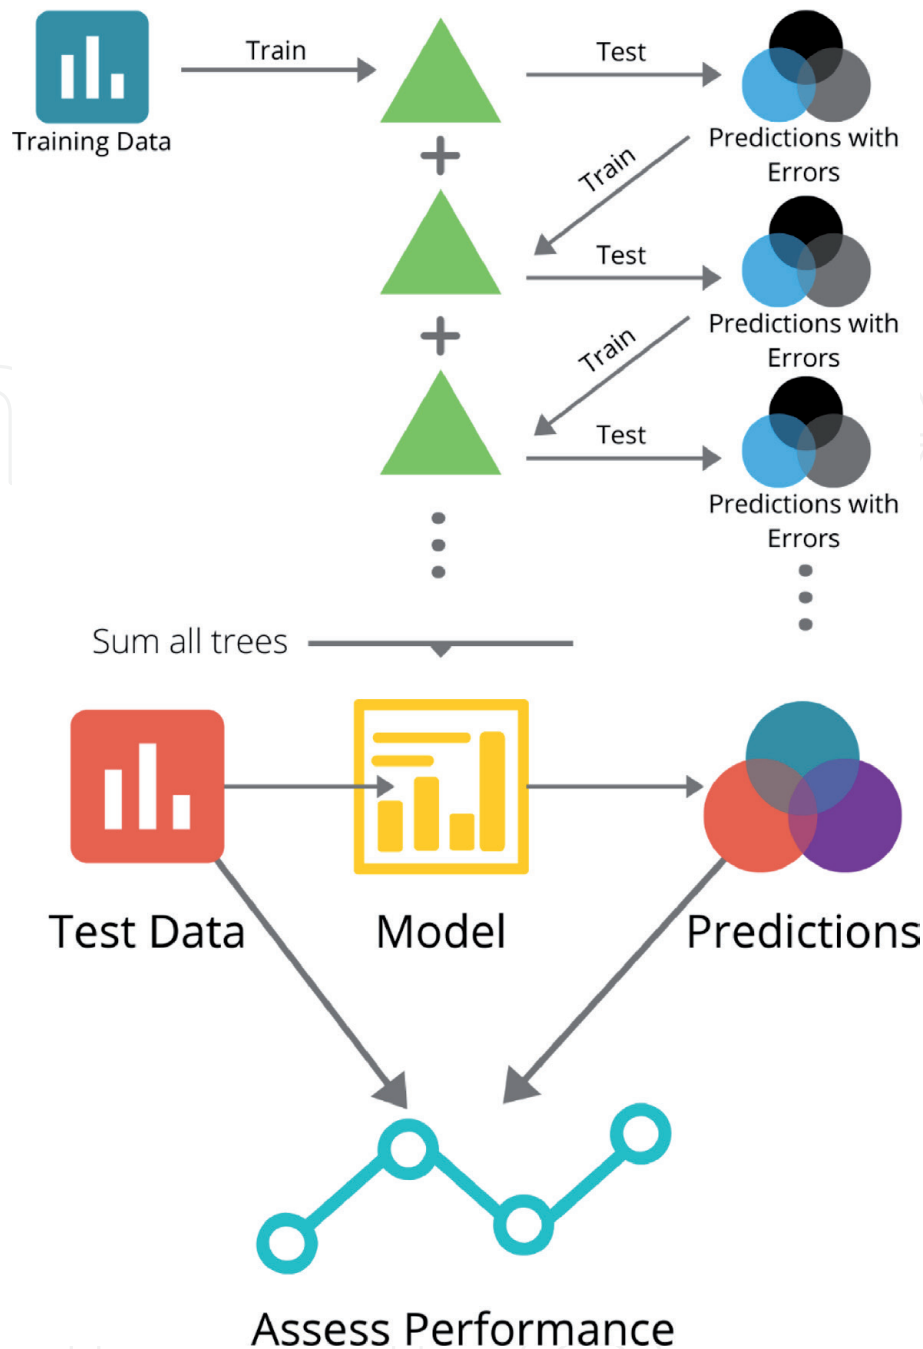 Train
Test
Training Data
Predictions with
Errors
Train
Test
Predictions with
Errors
Train
Test
Predictions with
Errors
Sum all trees
Test Data
Model
Predictions
Assess Performance